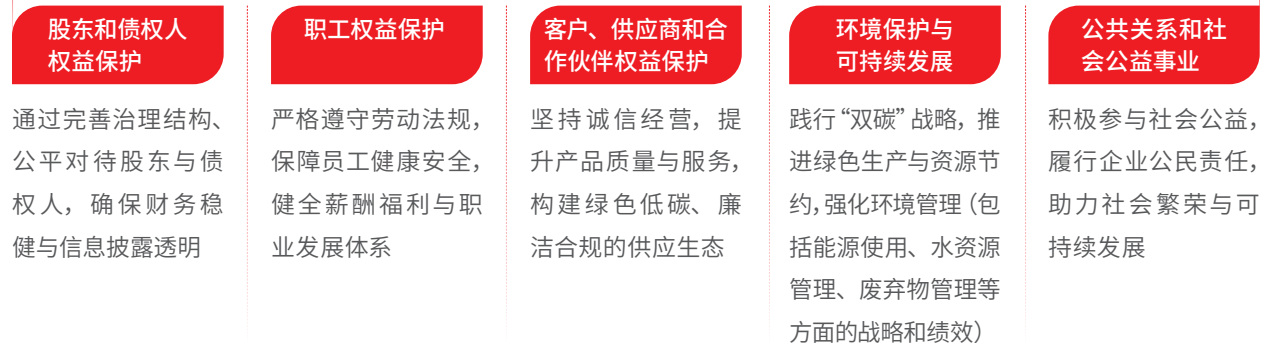 股东和债权人
权益保护
通过完善治理结构、
公平对待股东与债
权人，确保财务稳
健与信息披露透明
职工权益保护
严格遵守劳动法规，
保障员工健康安全，
健全薪酬福利与职
业发展体系
客户、供应商和合
作伙伴权益保护
坚持诚信经营，提
升产品质量与服务，
构建绿色低碳、廉
洁合规的供应生态
环境保护与
可持续发展
践行“双碳”战略，推
进绿色生产与资源节
约，强化环境管理（包
括能源使用、水资源
管理、废弃物管理等
方面的战略和绩效）
公共关系和社
会公益事业
积极参与社会公益，
履行企业公民责任，
助力社会繁荣与可
持续发展